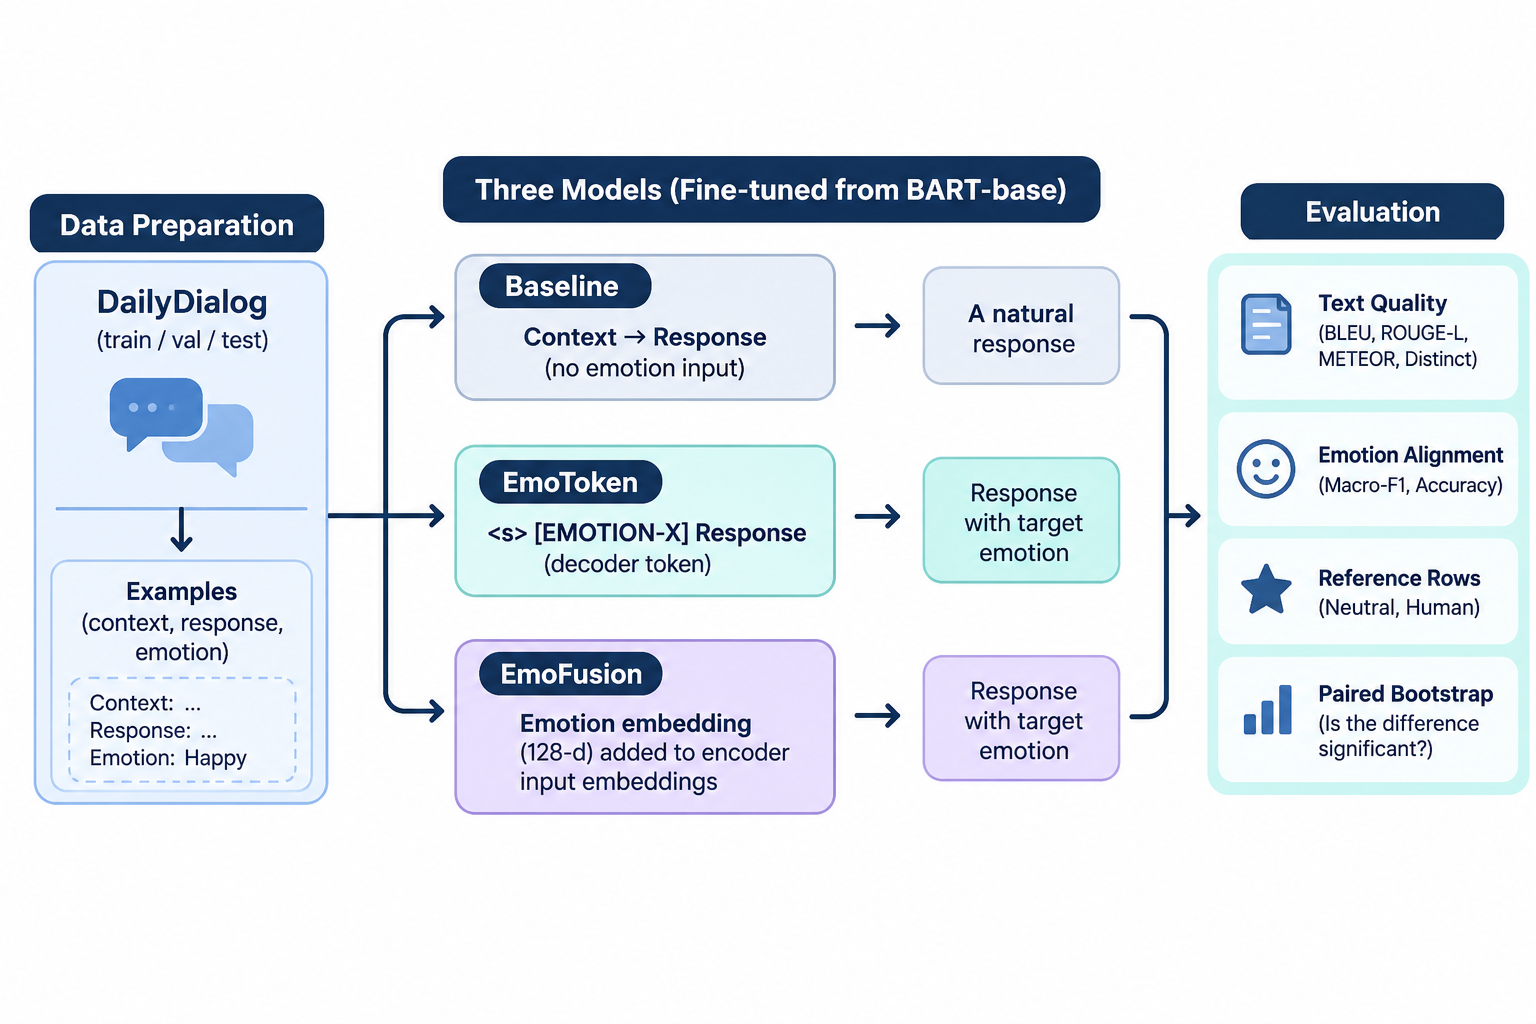 Data Preparation
DailyDialog
(train / val / test)
Examples
(context, response,
emotion)
Context: ...
Response: ...
Emotion: Happy
Three Models (Fine-tuned from BART-base)
Baseline
Context → Response
(no emotion input)
A natural
response
EmoToken
<s> [EMOTION-X] Response
(decoder token)
Response
with target
emotion
EmoFusion
Emotion embedding
(128-d) added to encoder
input embeddings
Response
with target
emotion
Evaluation
Text Quality
(BLEU, ROUGE-L,
METEOR, Distinct)
Emotion Alignment
(Macro-F1, Accuracy)
Reference Rows
(Neutral, Human)
Paired Bootstrap
(Is the difference
significant?)